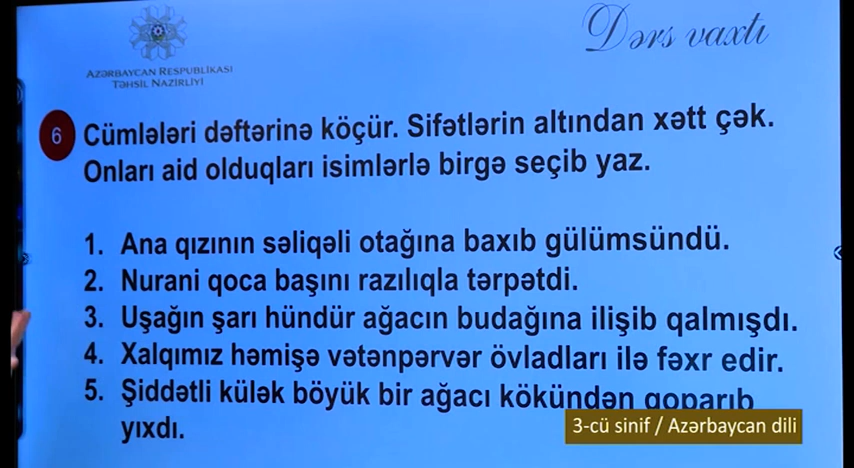 Dərs vaxtı
AZƏRBAYCAN RESPUBLİKASI
TƏHSİL NAZİRLİYİ
6 Cümlələri dəftərinə köçür. Sifətlərin altından xətt çək.
Onları aid olduqları isimlərlə birgə seçib yaz.
1. Ana qızının səliqəli otağına baxıb gülümsündü.
2. Nurani qoca başını razılıqla tərpətdi.
3. Uşağın şarı hündür ağacın budağına ilişib qalmışdı.
4. Xalqımız həmişə vətənpərvər övladları ilə fəxr edir.
5. Şiddətli külək böyük bir ağacı kökündən qoparıb
yıxdı.
3-cü sinif / Azərbaycan dili